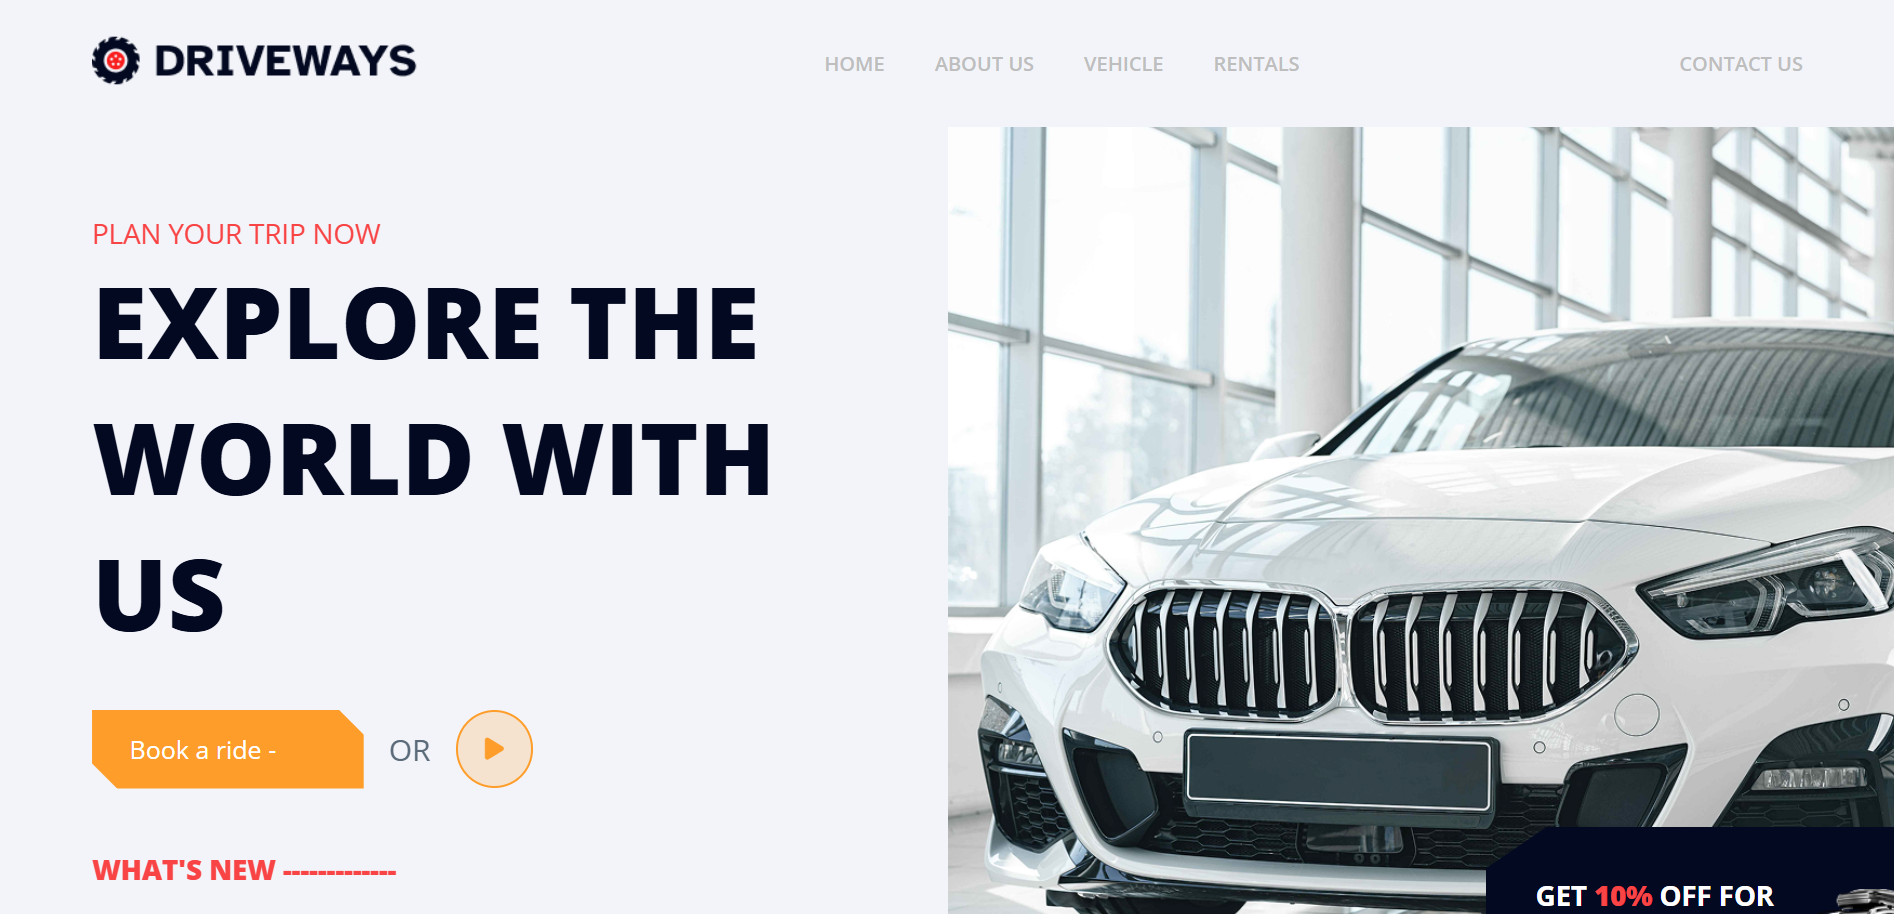 DRIVEWAYS
HOME ABOUT US VEHICLE RENTALS CONTACT US
PLAN YOUR TRIP NOW
EXPLORE THE
WORLD WITH
US
Book a ride -
OR
WHAT'S NEW -------------
GET 10% OFF FOR